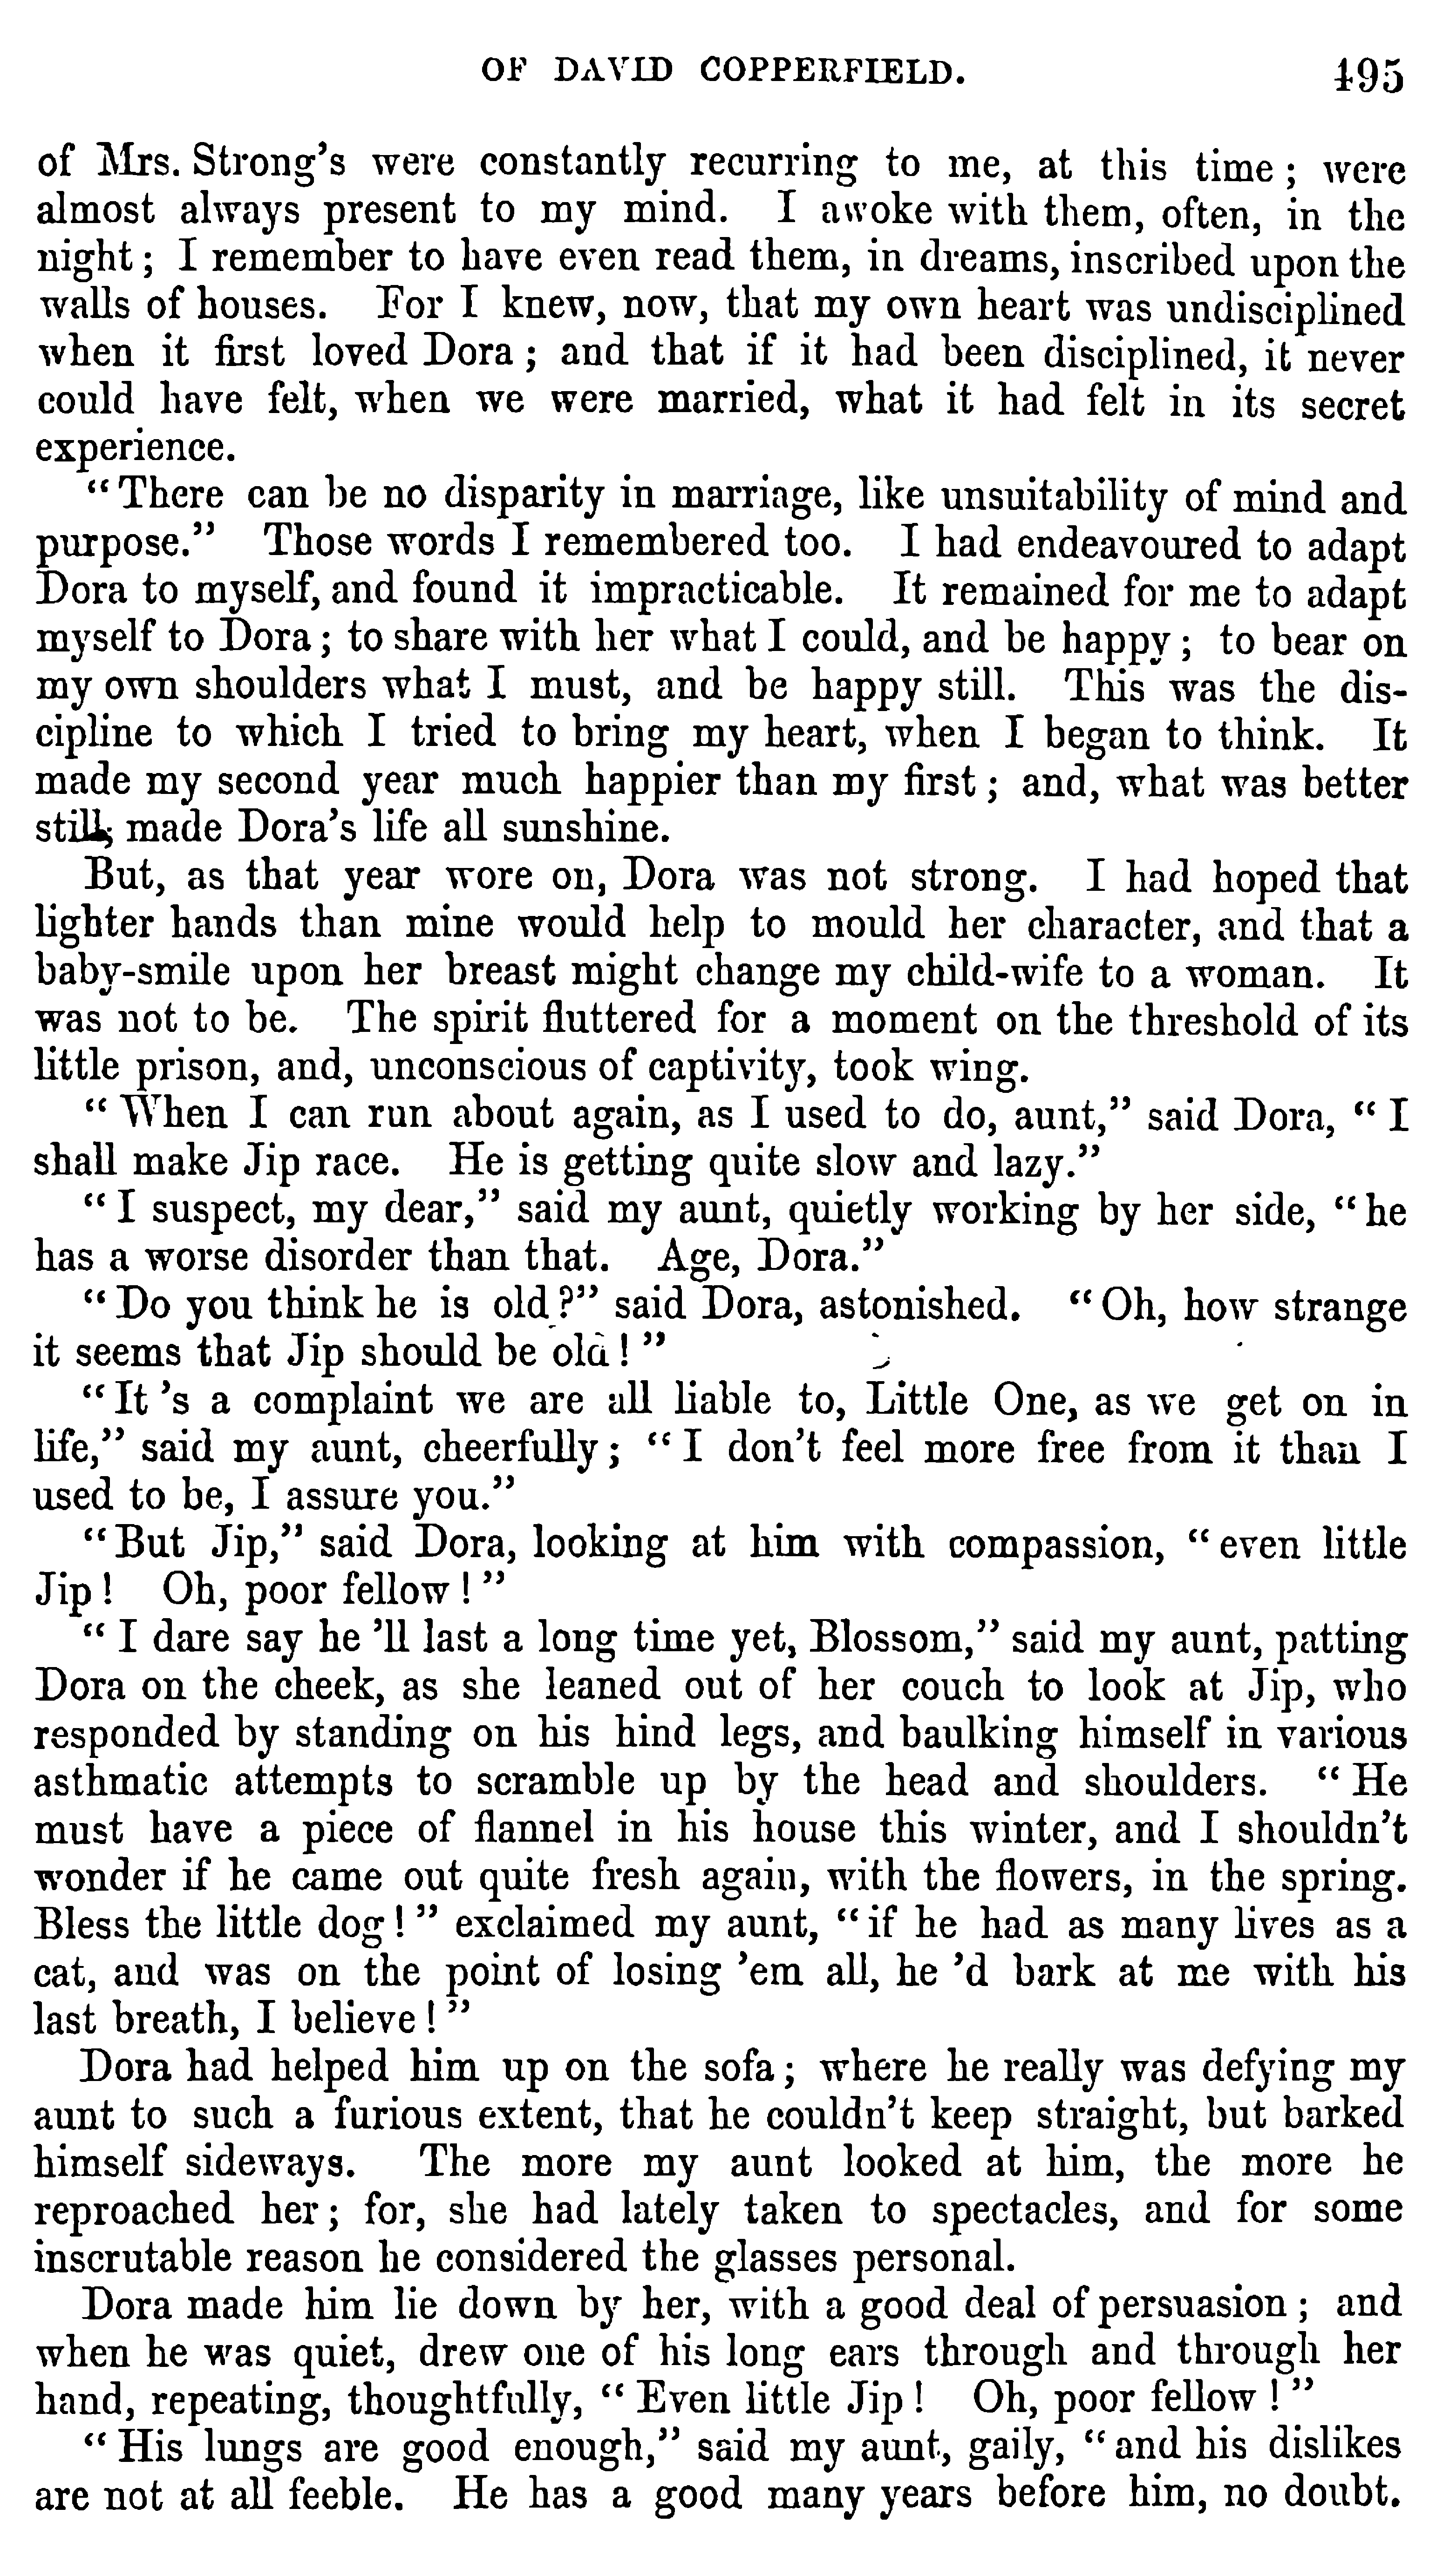 OF DAVID COPPERFIELD. 495
of Mrs. Strong's were constantly recurring to me, at this time; were
almost always present to my mind. I awoke with them, often, in the
night; I remember to have even read them, in dreams, inscribed upon the
walls of houses. For I knew, now, that my own heart was undisciplined
when it first loved Dora; and that if it had been disciplined, it never
could have felt, when we were married, what it had felt in its secret
experience.
"There can be no disparity in marriage, like unsuitability of mind and
purpose." Those words I remembered too. I had endeavoured to adapt
Dora to myself, and found it impracticable. It remained for me to adapt
myself to Dora; to share with her what I could, and be happy; to bear on
my own shoulders what I must, and be happy still. This was the dis-
cipline to which I tried to bring my heart, when I began to think. It
made my second year much happier than my first; and, what was better
still, made Dora's life all sunshine.
But, as that year wore on, Dora was not strong. I had hoped that
lighter hands than mine would help to mould her character, and that a
baby-smile upon her breast might change my child-wife to a woman. It
was not to be. The spirit fluttered for a moment on the threshold of its
little prison, and, unconscious of captivity, took wing.
"When I can run about again, as I used to do, aunt," said Dora, "I
shall make Jip race. He is getting quite slow and lazy."
"I suspect, my dear," said my aunt, quietly working by her side, "he
has a worse disorder than that. Age, Dora."
"Do you think he is old?" said Dora, astonished. "Oh, how strange
it seems that Jip should be old!"
"It 's a complaint we are all liable to, Little One, as we get on in
life," said my aunt, cheerfully; "I don't feel more free from it than I
used to be, I assure you."
"But Jip," said Dora, looking at him with compassion, "even little
Jip! Oh, poor fellow!"
"I dare say he 'll last a long time yet, Blossom," said my aunt, patting
Dora on the cheek, as she leaned out of her couch to look at Jip, who
responded by standing on his hind legs, and baulking himself in various
asthmatic attempts to scramble up by the head and shoulders. "He
must have a piece of flannel in his house this winter, and I shouldn't
wonder if he came out quite fresh again, with the flowers, in the spring.
Bless the little dog!" exclaimed my aunt, "if he had as many lives as a
cat, and was on the point of losing 'em all, he 'd bark at me with his
last breath, I believe!"
Dora had helped him up on the sofa; where he really was defying my
aunt to such a furious extent, that he couldn't keep straight, but barked
himself sideways. The more my aunt looked at him, the more he
reproached her; for, she had lately taken to spectacles, and for some
inscrutable reason he considered the glasses personal.
Dora made him lie down by her, with a good deal of persuasion; and
when he was quiet, drew one of his long ears through and through her
hand, repeating, thoughtfully, "Even little Jip! Oh, poor fellow!"
"His lungs are good enough," said my aunt, gaily, "and his dislikes
are not at all feeble. He has a good many years before him, no doubt.